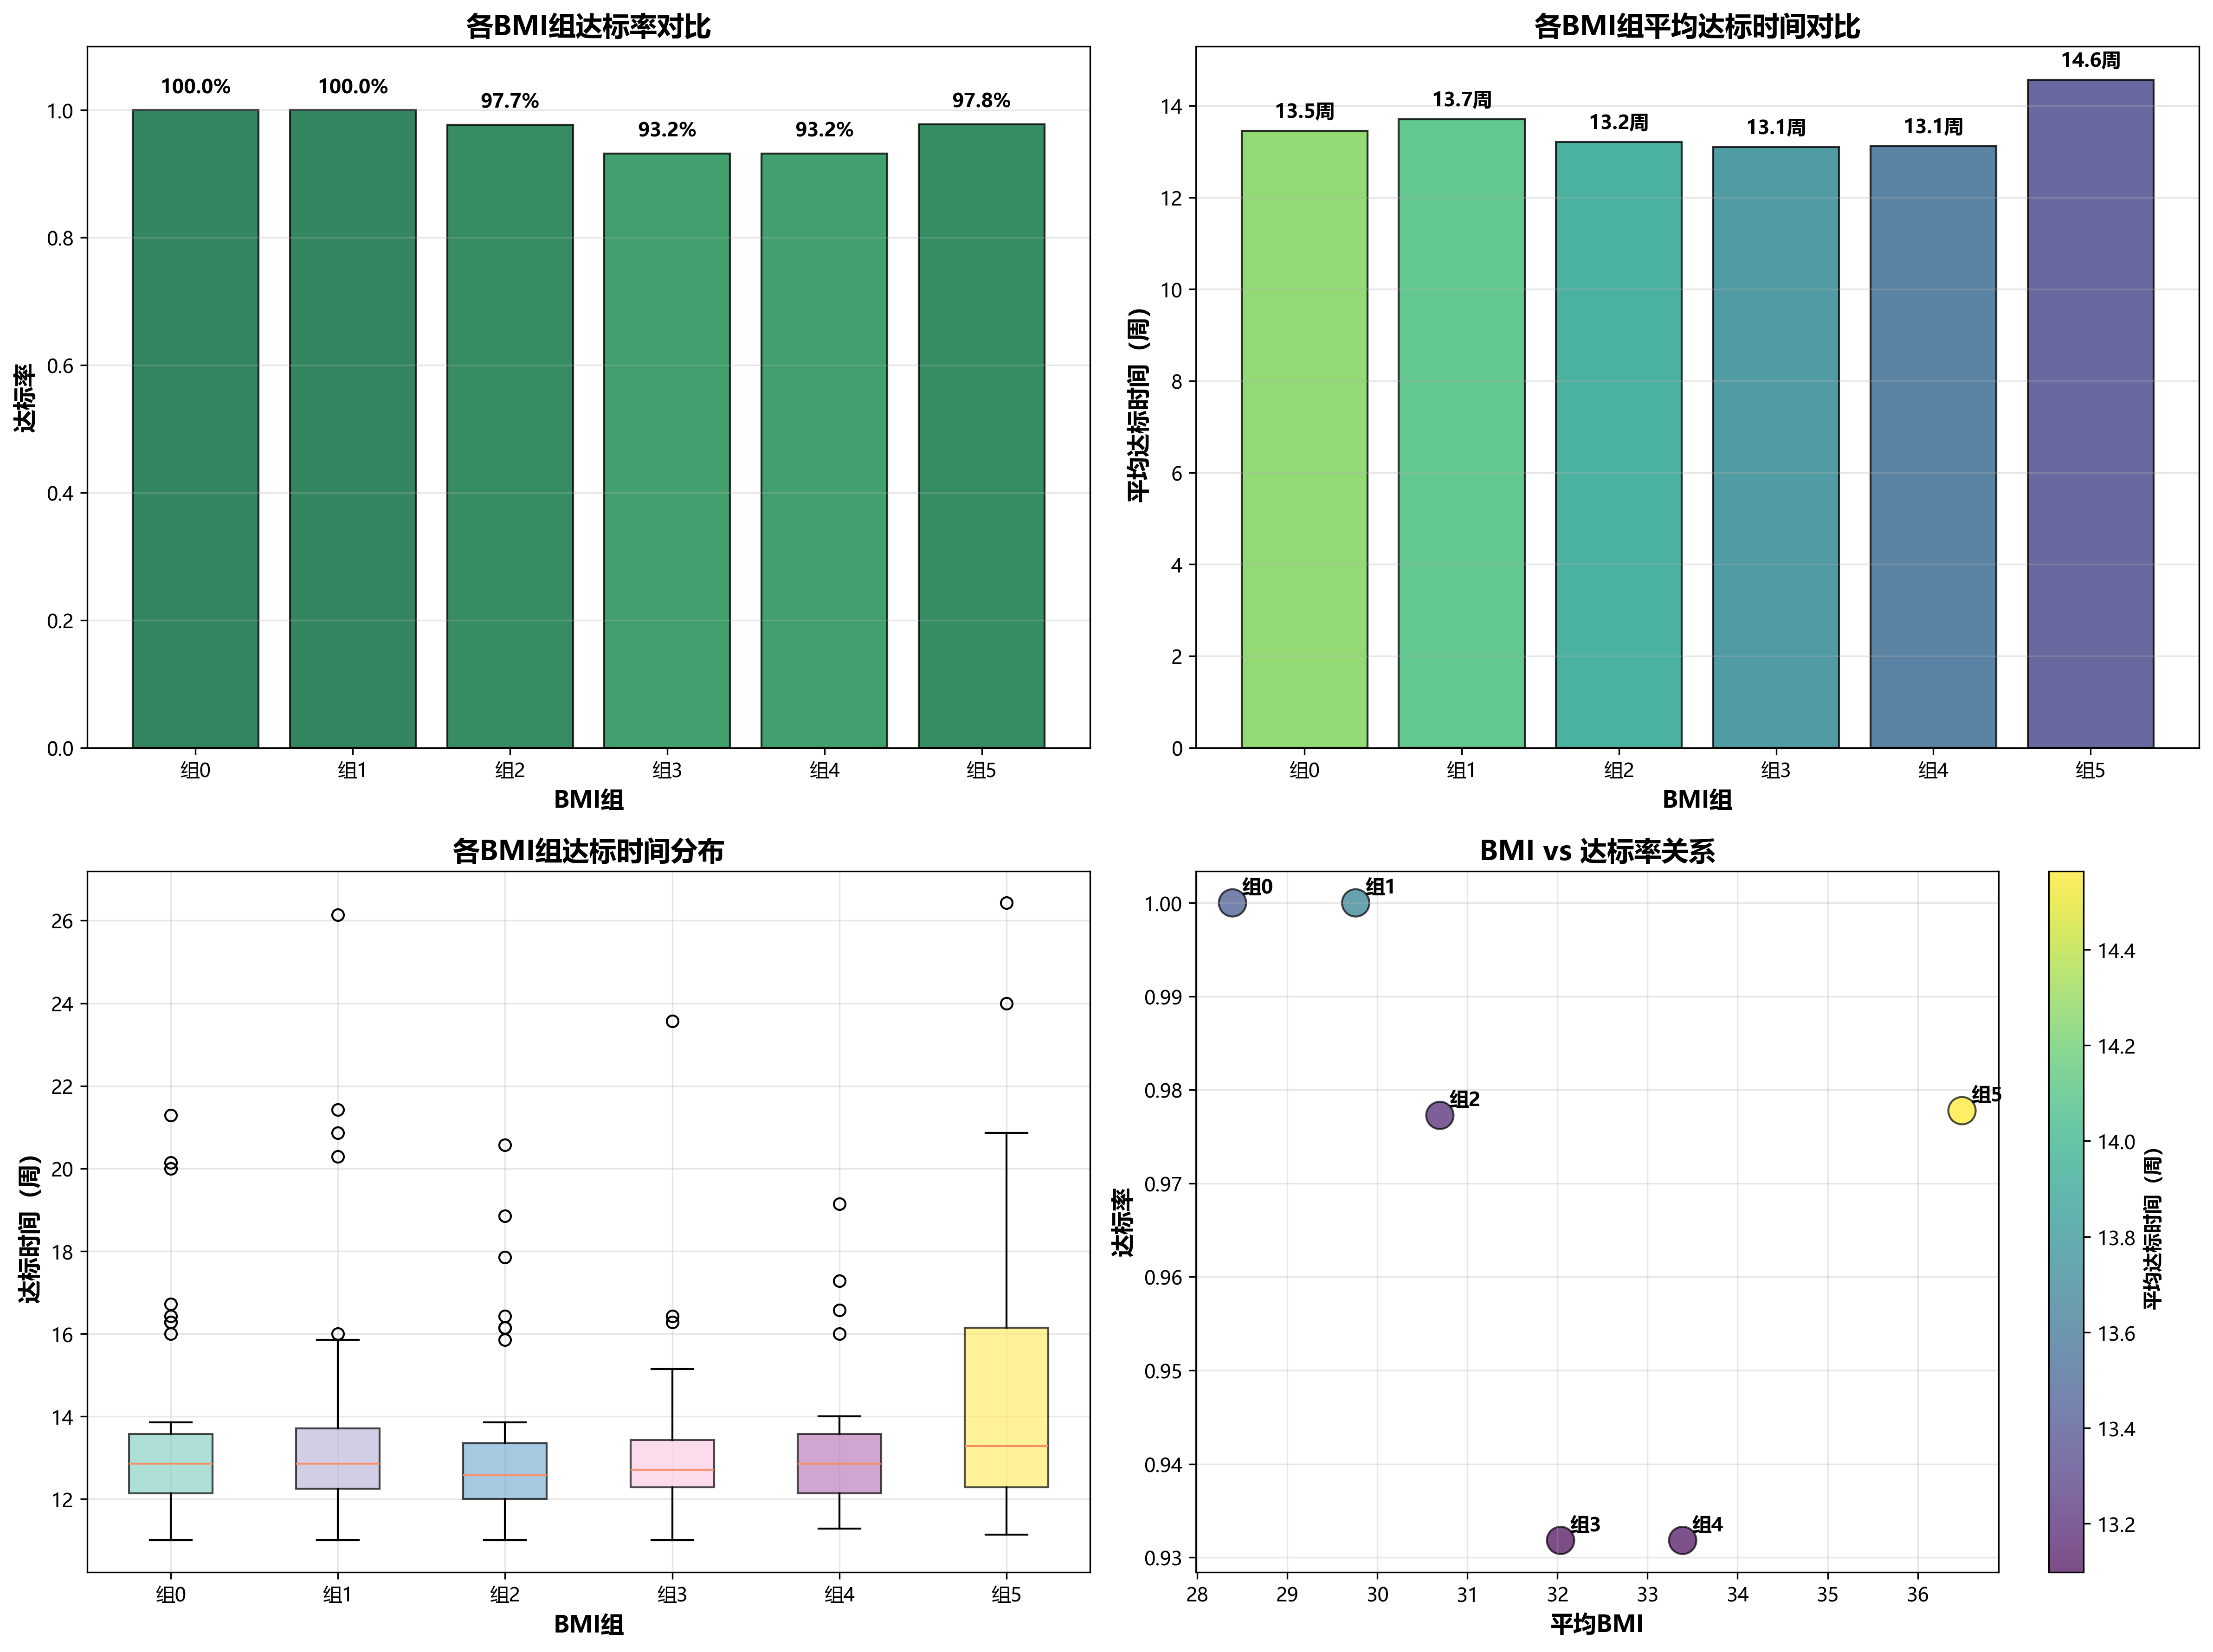 各BMI组达标率对比
100.0%
100.0%
97.7%
93.2%
93.2%
97.8%
1.0
0.8
0.6
0.4
0.2
0.0
达标率
组0
组1
组2
组3
组4
组5
BMI组
各BMI组平均达标时间对比
13.5周
13.7周
13.2周
13.1周
13.1周
14.6周
14
12
10
8
6
4
2
0
平均达标时间（周）
组0
组1
组2
组3
组4
组5
BMI组
各BMI组达标时间分布
26
24
22
20
18
16
14
12
达标时间（周）
组0
组1
组2
组3
组4
组5
BMI组
BMI vs 达标率关系
组0
组1
组2
组5
组3
组4
1.00
0.99
0.98
0.97
0.96
0.95
0.94
0.93
达标率
28
29
30
31
32
33
34
35
36
平均BMI
14.4
14.2
14.0
13.8
13.6
13.4
13.2
平均达标时间（周）